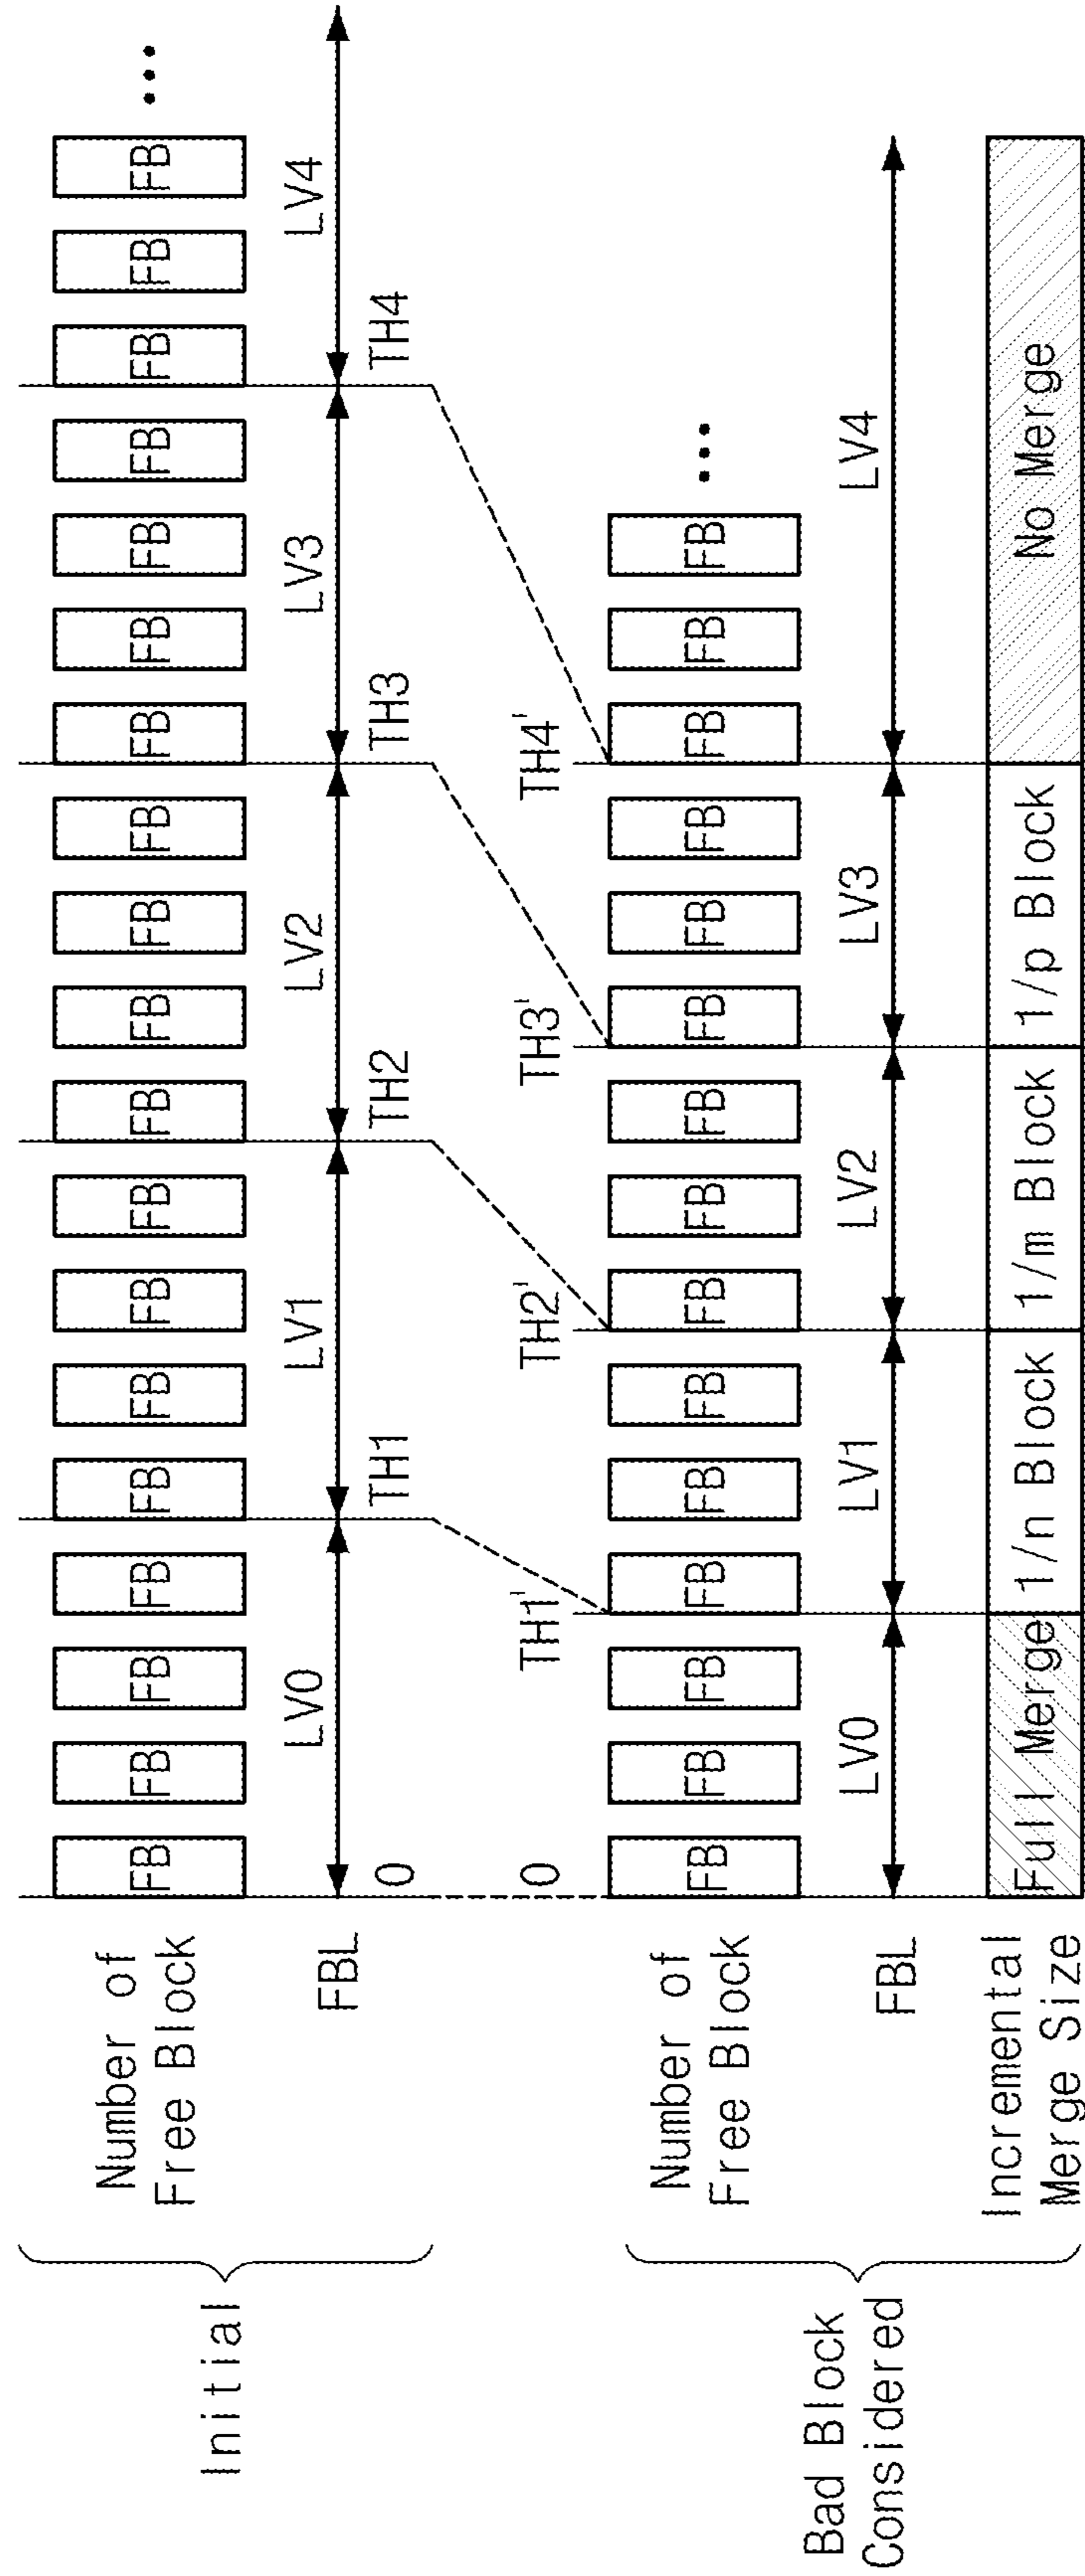 Initial
Number of
Free Block
FB FB FB FB FB FB FB FB FB FB FB FB FB FB FB FB FB FB FB •••
FBL
LV0 LV1 LV2 LV3 LV4
0 TH1 TH2 TH3 TH4
Bad Block
Considered
0 TH1' TH2' TH3' TH4'
Number of
Free Block
FB FB FB FB FB FB FB FB FB FB FB FB FB FB FB •••
FBL
LV0 LV1 LV2 LV3 LV4
Incremental
Merge Size
Full Merge 1/n Block 1/m Block 1/p Block No Merge